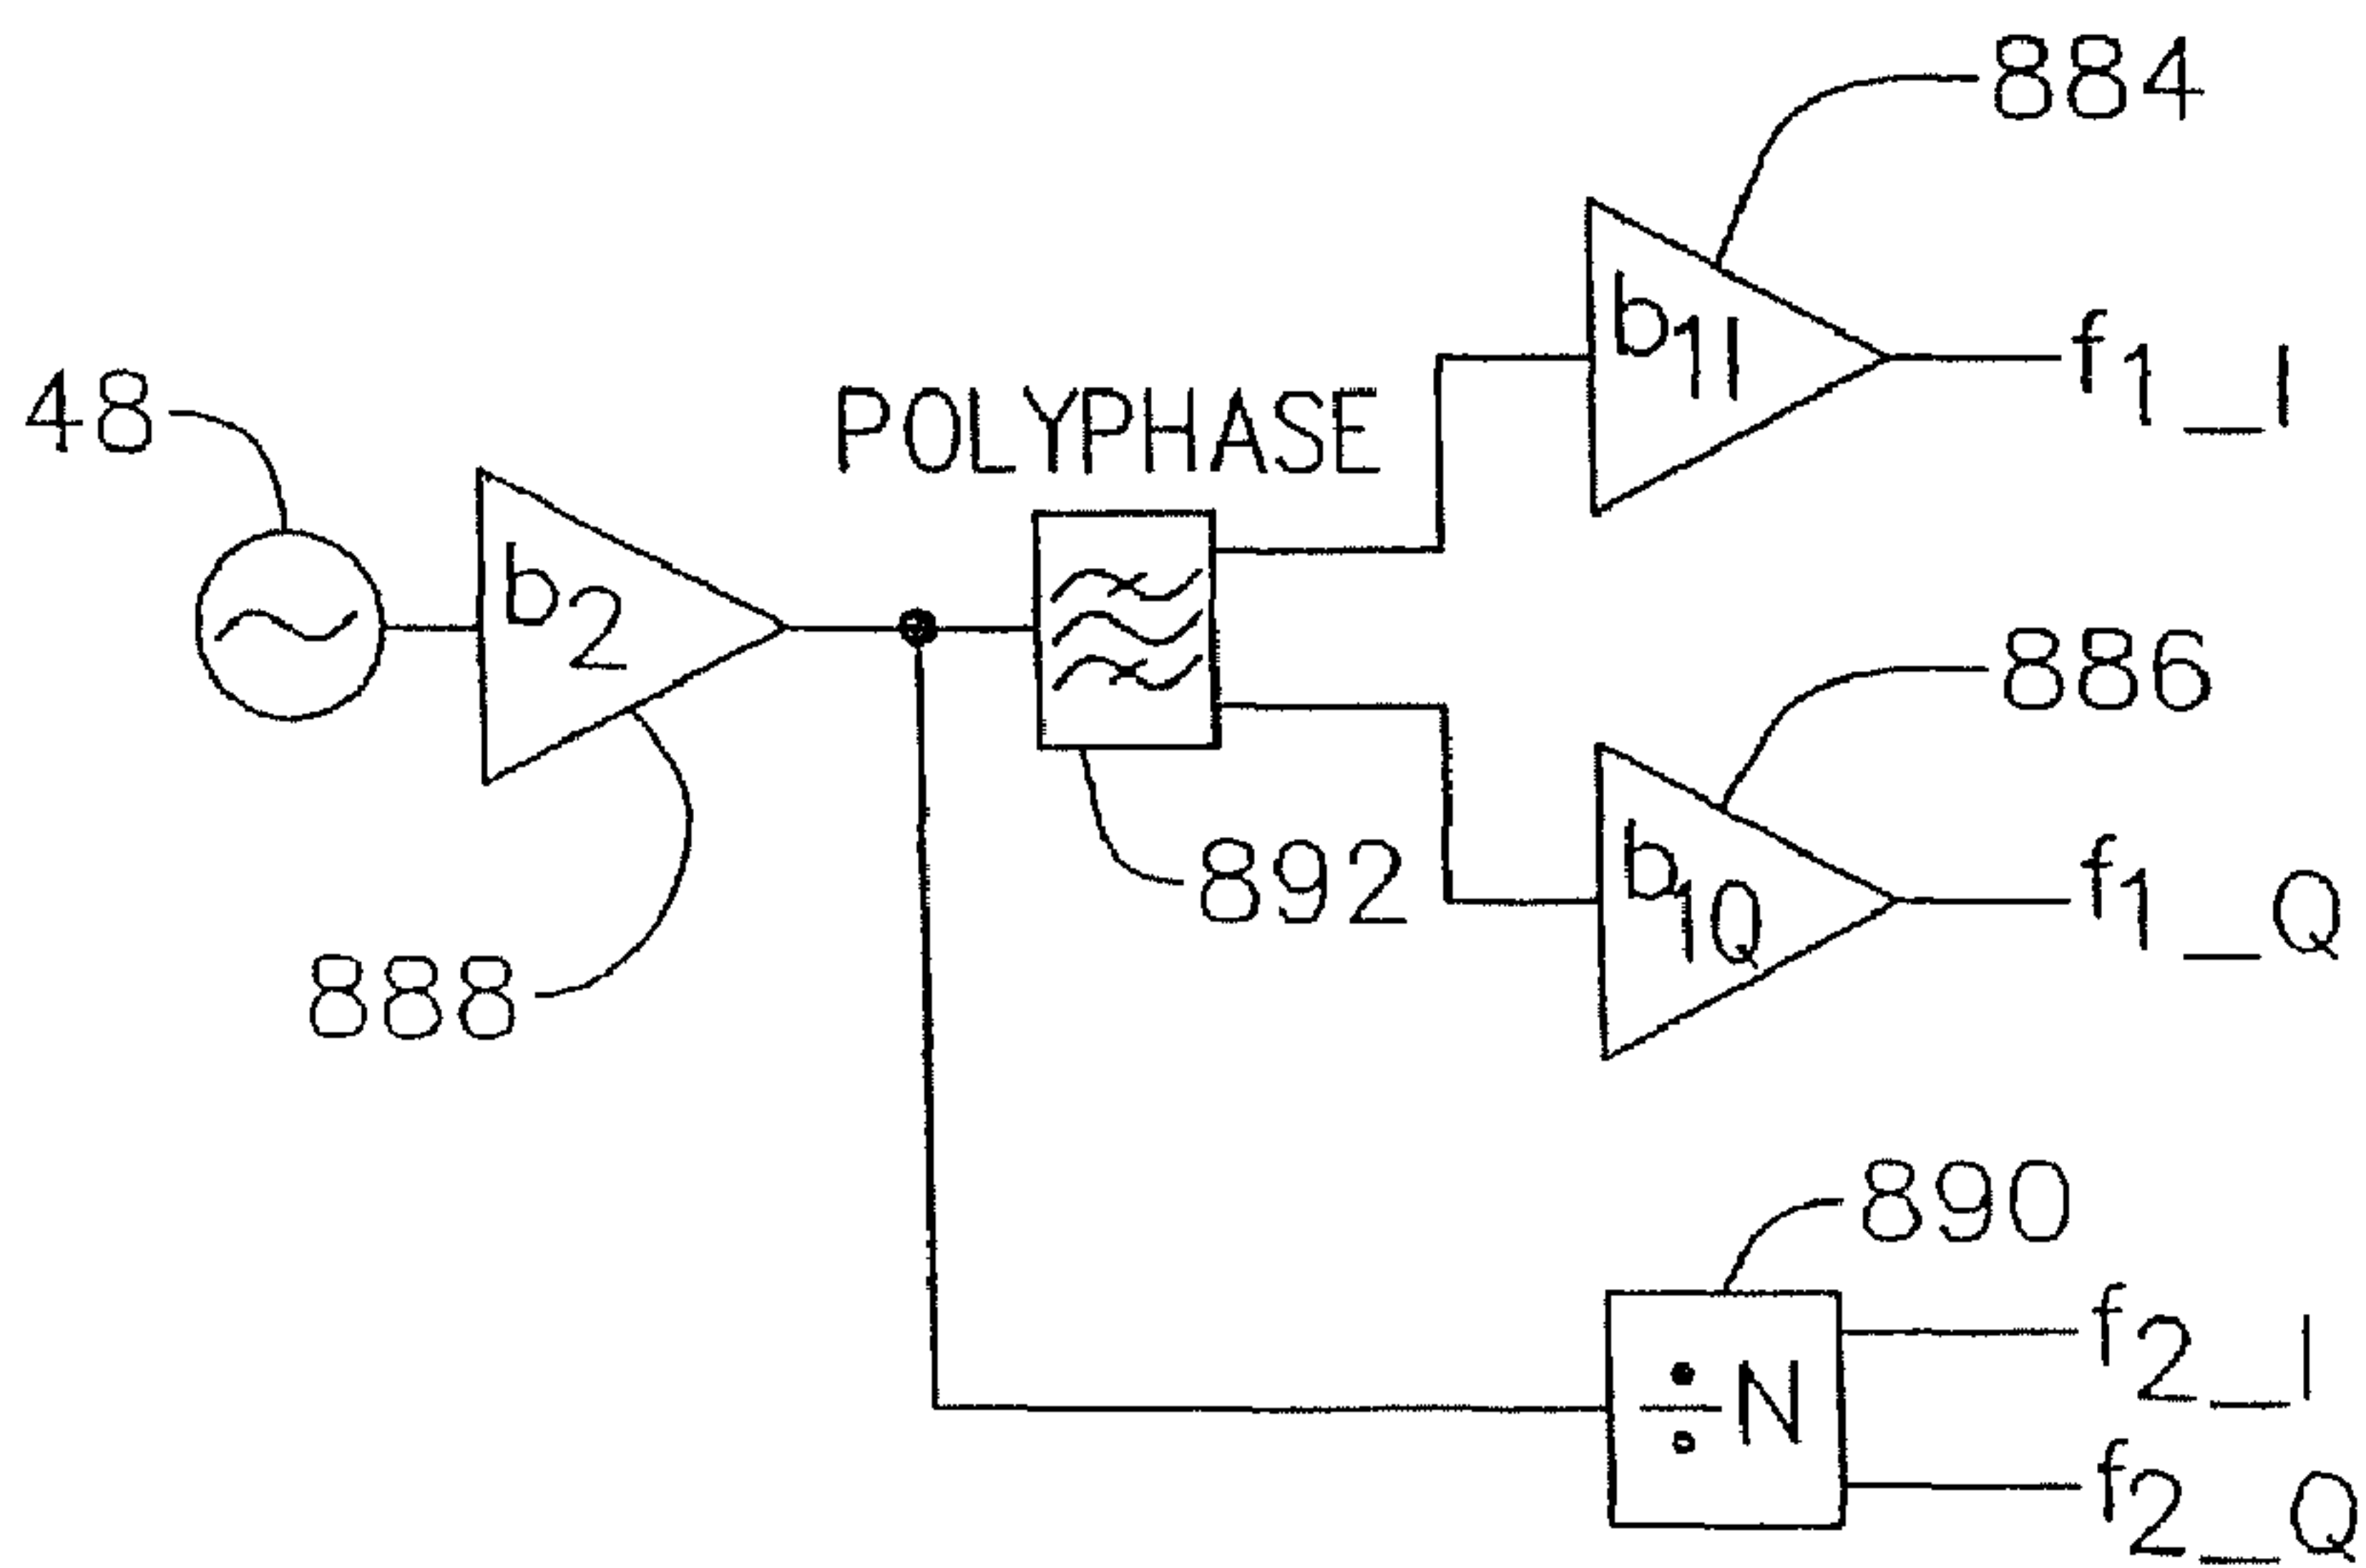 884
b1I
f1_I
48
POLYPHASE
b2
886
892
b1Q
f1_Q
888
890
÷N
f2_I
f2_Q